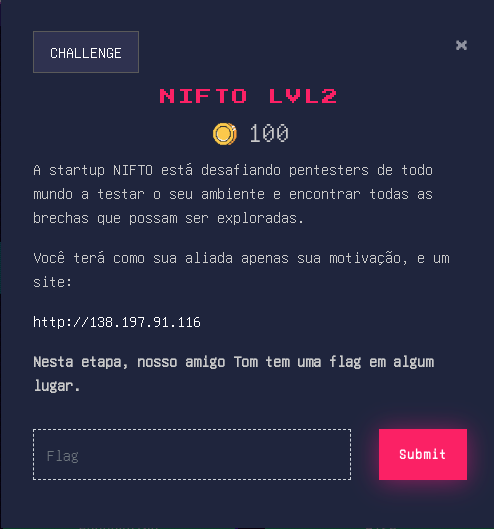 CHALLENGE
×
NIFTO LVL2
100
A startup NIFTO está desafiando pentesters de todo
mundo a testar o seu ambiente e encontrar todas as
brechas que possam ser exploradas.
Você terá como sua aliada apenas sua motivação, e um
site:
http://138.197.91.116
Nesta etapa, nosso amigo Tom tem uma flag em algum
lugar.
Flag
Submit